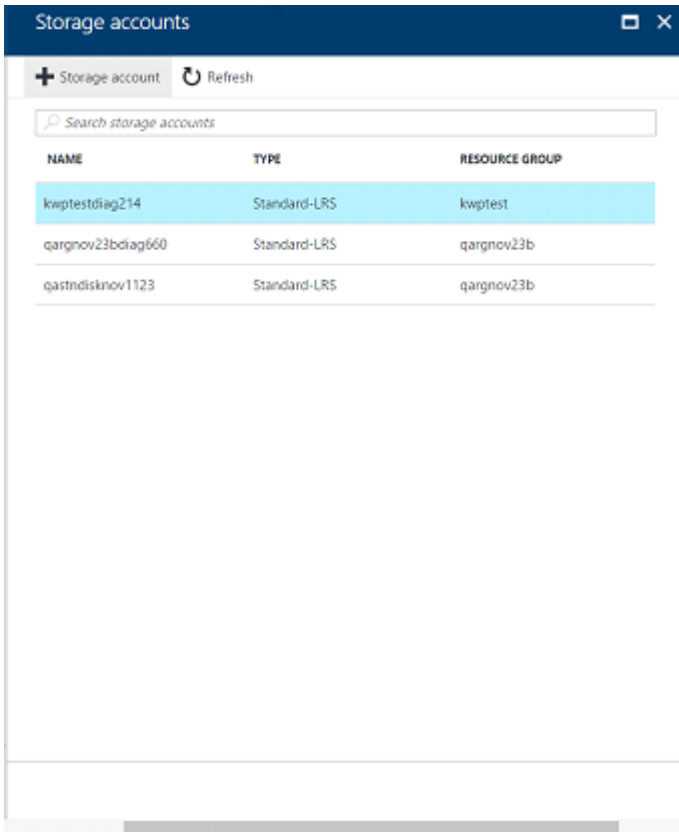 Storage accounts
Storage account Refresh
Search storage accounts
NAME TYPE RESOURCE GROUP
kwptestdiag214 Standard-LRS kwptest
qargnov23bdiag660 Standard-LRS qargnov23b
qastndisknov1123 Standard-LRS qargnov23b